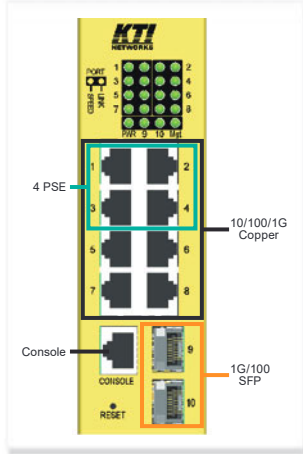 KTI
NETWORKS
PORT
LINK
SPEED
1 2
3 4
5 6
7 8
PWR 9 10 Mgt
1 2
4 PSE
3 4
10/100/1G
Copper
5 6
7 8
Console
9
CONSOLE
1G/100
SFP
RESET
10